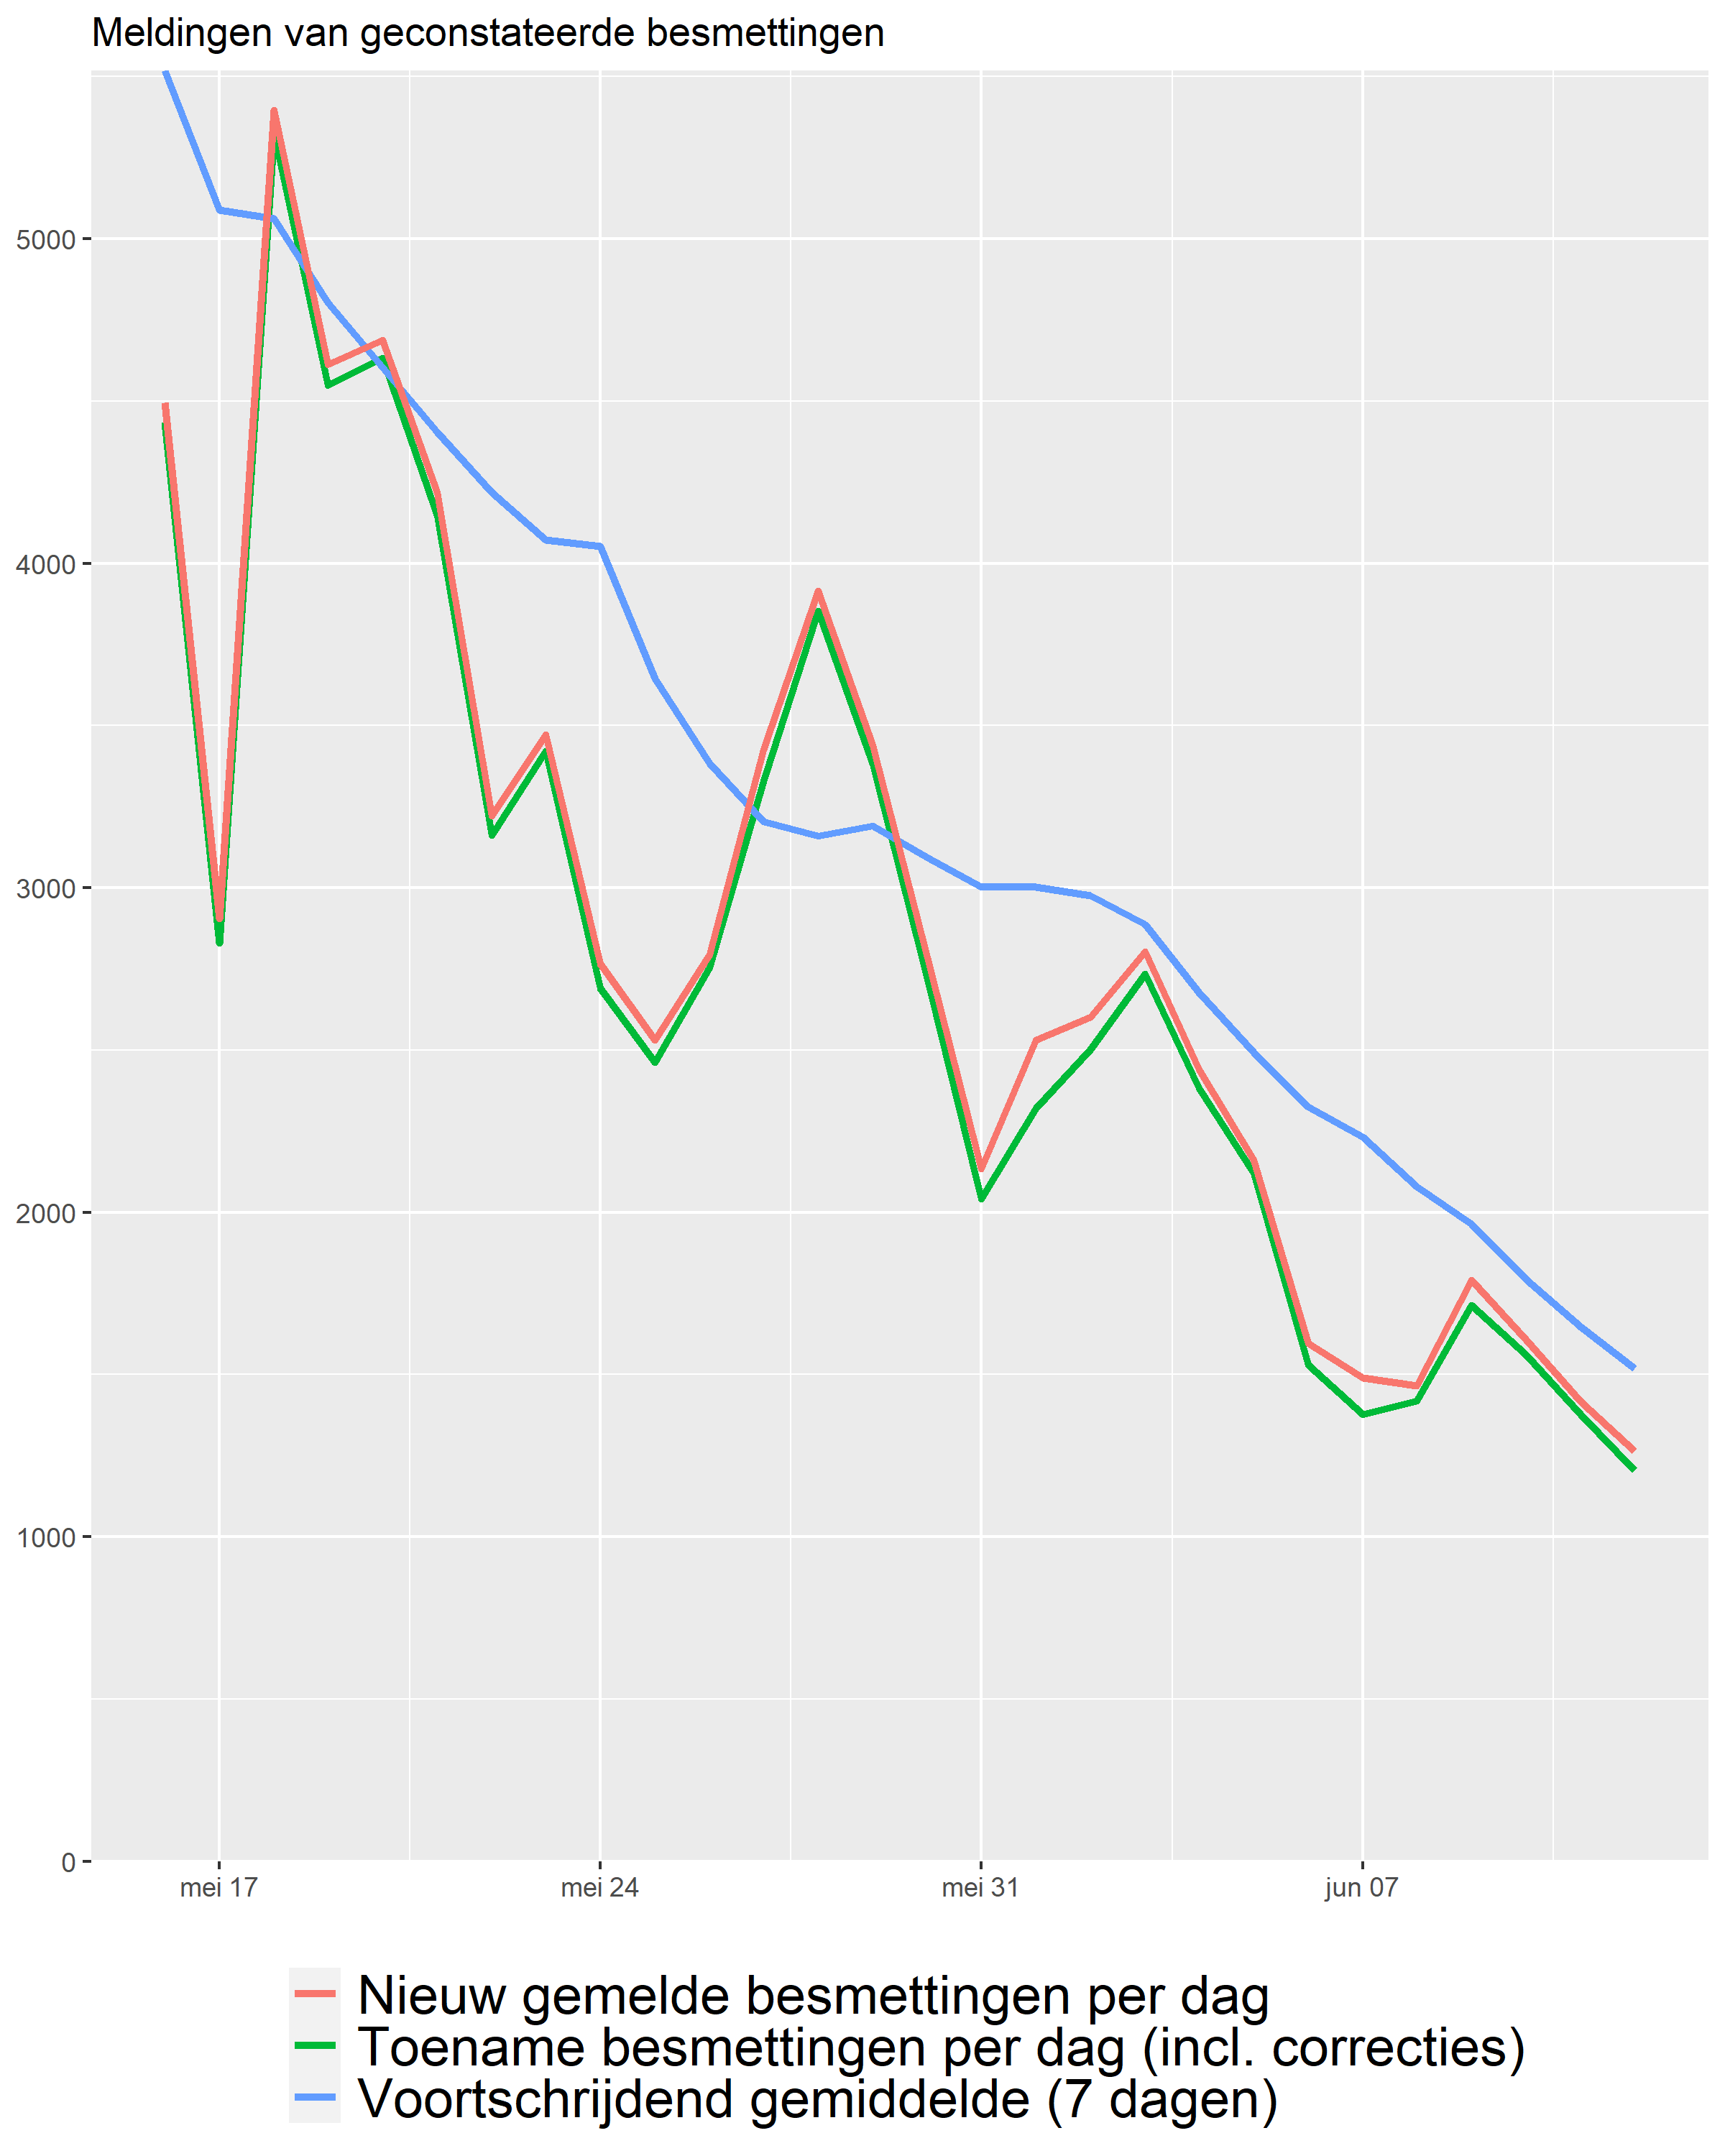 Meldingen van geconstateerde besmettingen
5000
4000
3000
2000
1000
0
mei 17 mei 24 mei 31 jun 07
Nieuw gemelde besmettingen per dag
Toename besmettingen per dag (incl. correcties)
Voortschrijdend gemiddelde (7 dagen)